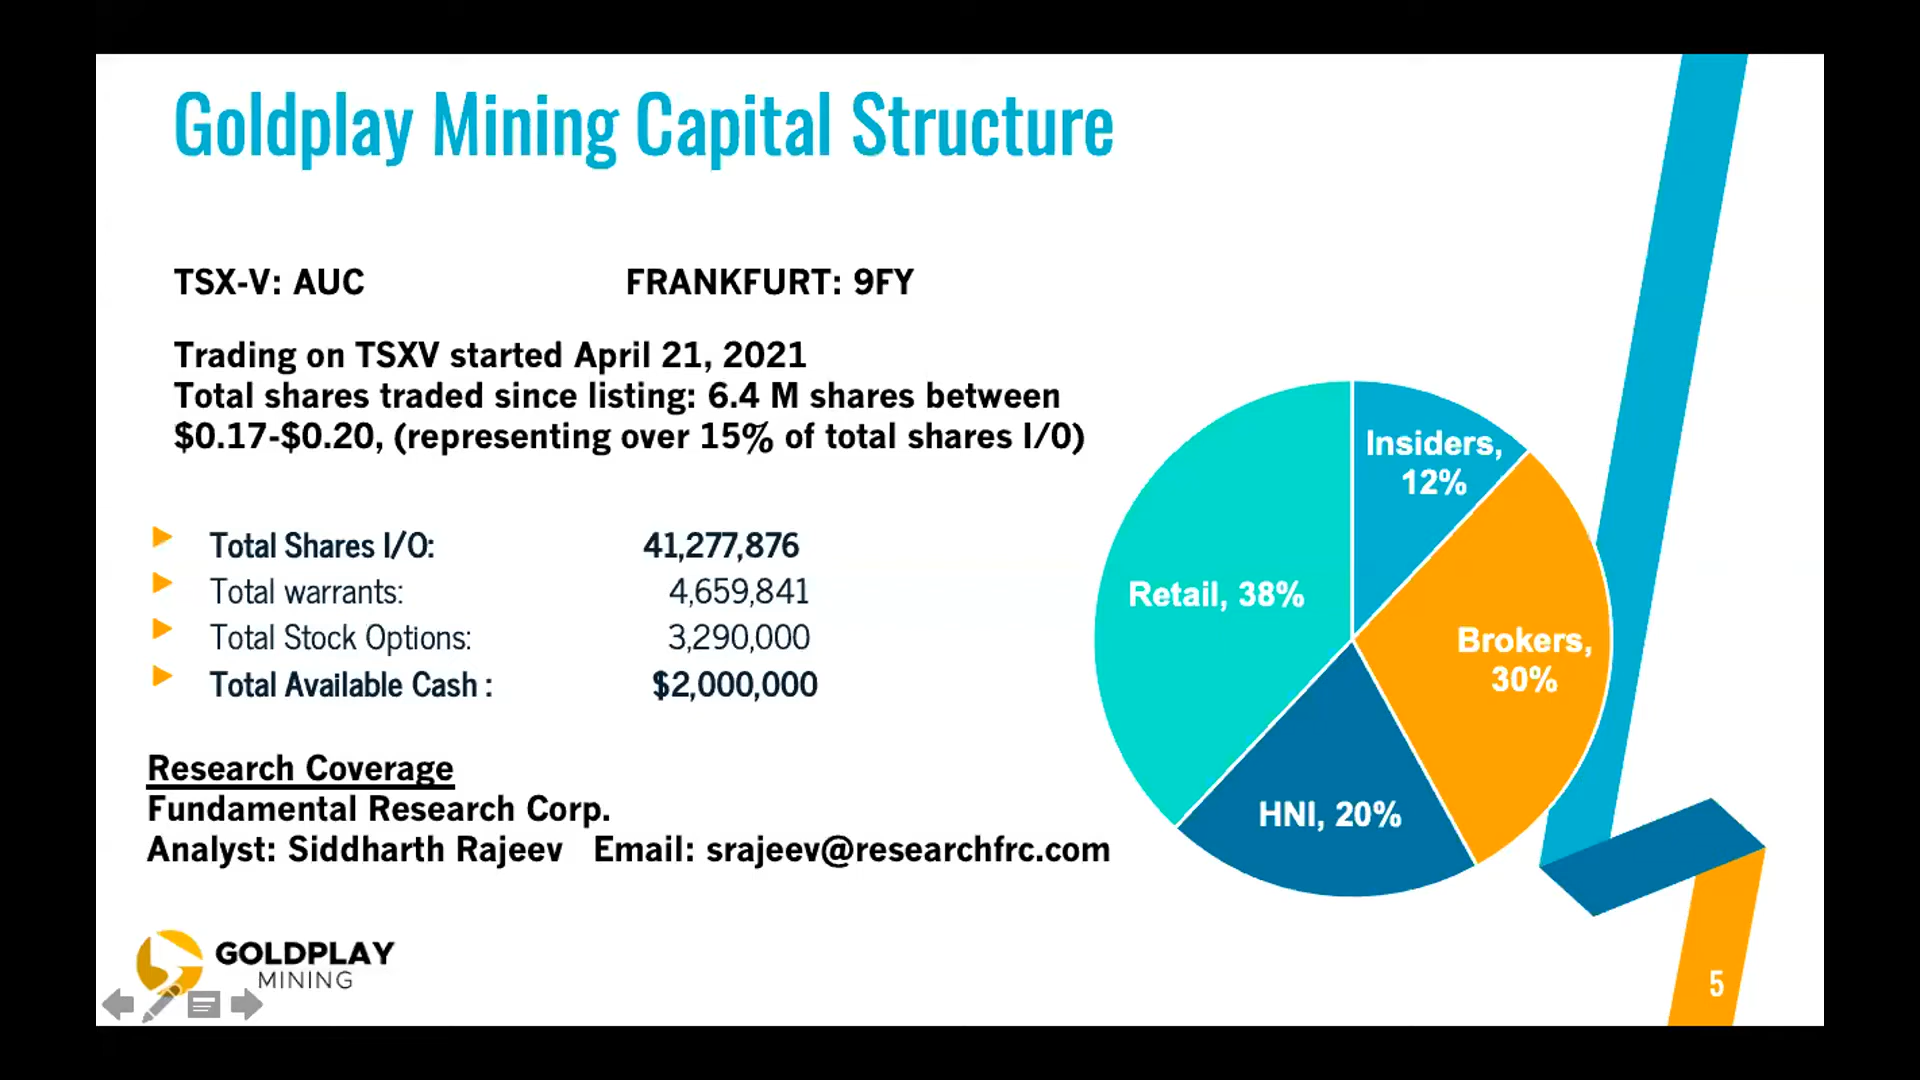 Goldplay Mining Capital Structure
TSX-V: AUC FRANKFURT: 9FY
Trading on TSXV started April 21, 2021
Total shares traded since listing: 6.4 M shares between
$0.17-$0.20, (representing over 15% of total shares I/O)
Total Shares I/O: 41,277,876
Total warrants: 4,659,841
Total Stock Options: 3,290,000
Total Available Cash : $2,000,000
Research Coverage
Fundamental Research Corp.
Analyst: Siddharth Rajeev Email: srajeev@researchfrc.com
Insiders,
12%
Retail, 38%
Brokers,
30%
HNI, 20%
GOLDPLAY
MINING
5